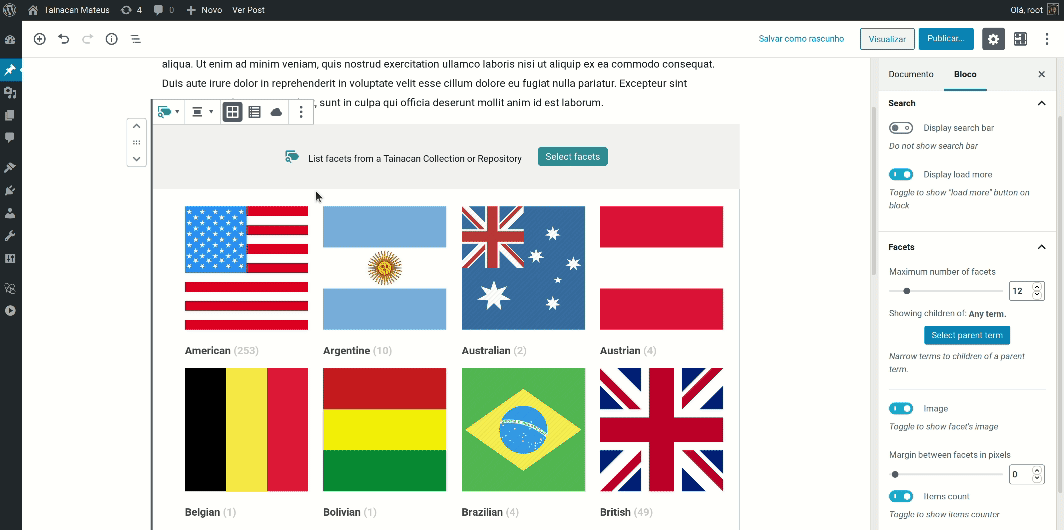 Tainacan Mateus 4 0 Novo Ver Post Olá, root
Salvar como rascunho Visualizar Publicar...
aliqua. Ut enim ad minim veniam, quis nostrud exercitation ullamco laboris nisi ut aliquip ex ea commodo consequat.
Duis aute irure dolor in reprehenderit in voluptate velit esse cillum dolore eu fugiat nulla pariatur. Excepteur sint
, sunt in culpa qui officia deserunt mollit anim id est laborum.
List facets from a Tainacan Collection or Repository Select facets
American (253) Argentine (10) Australian (2) Austrian (4)
Belgian (1) Bolivian (1) Brazilian (4) British (49)
Documento Bloco
Search
Display search bar
Do not show search bar
Display load more
Toggle to show "load more" button on
block
Facets
Maximum number of facets
12
Showing children of: Any term.
Select parent term
Narrow terms to children of a parent
term.
Image
Toggle to show facet's image
Margin between facets in pixels
0
Items count
Toggle to show items counter